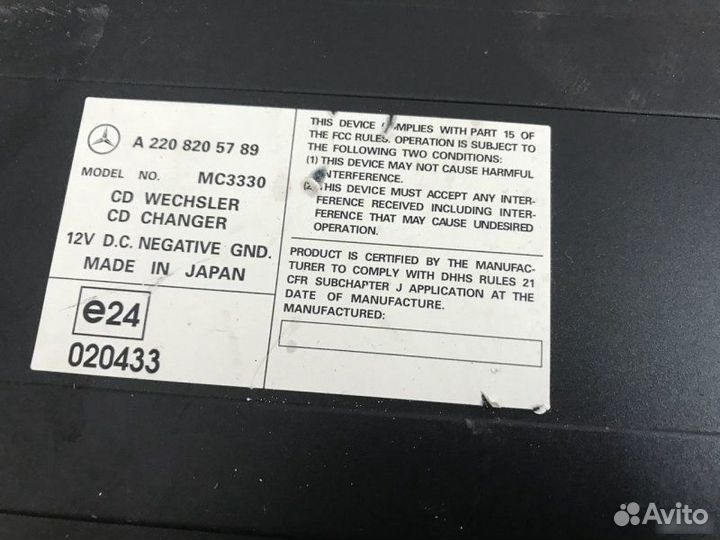 A 220 820 57 89
MODEL NO. MC3330
CD WECHSLER
CD CHANGER
12V D.C. NEGATIVE GND.
MADE IN JAPAN
e24
020433
THIS DEVICE COMPLIES WITH PART 15 OF
THE FCC RULES. OPERATION IS SUBJECT TO
THE FOLLOWING TWO CONDITIONS:
(1) THIS DEVICE MAY NOT CAUSE HARMFUL
INTERFERENCE.
(2) THIS DEVICE MUST ACCEPT ANY INTER-
FERENCE RECEIVED INCLUDING INTER-
FERENCE THAT MAY CAUSE UNDESIRED
OPERATION.
PRODUCT IS CERTIFIED BY THE MANUFAC-
TURER TO COMPLY WITH DHHS RULES 21
CFR SUBCHAPTER J APPLICATION AT THE
DATE OF MANUFACTURE.
MANUFACTURED:
Avito